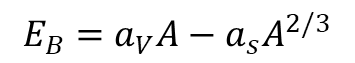 E_B = a_V A − a_s A^{2/3}